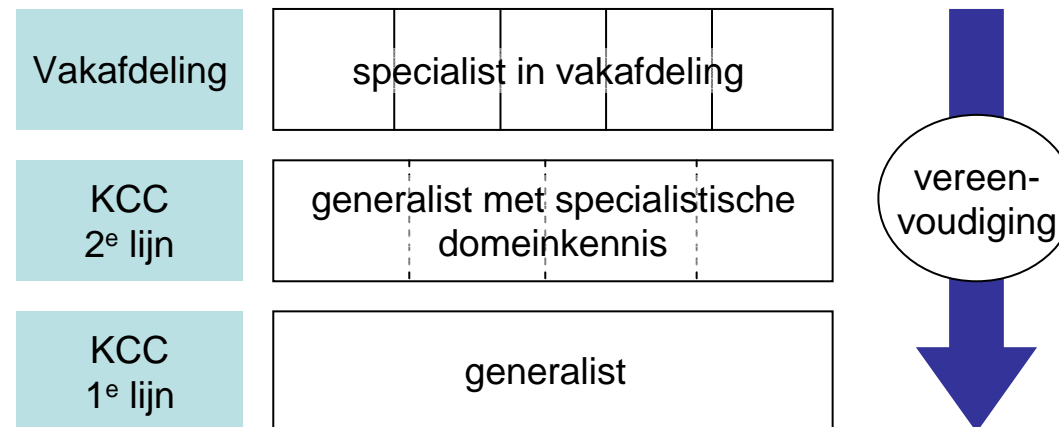 Vakafdeling
specialist in vakafdeling
KCC
2e lijn
generalist met specialistische
domeinkennis
vereen-
voudiging
KCC
1e lijn
generalist